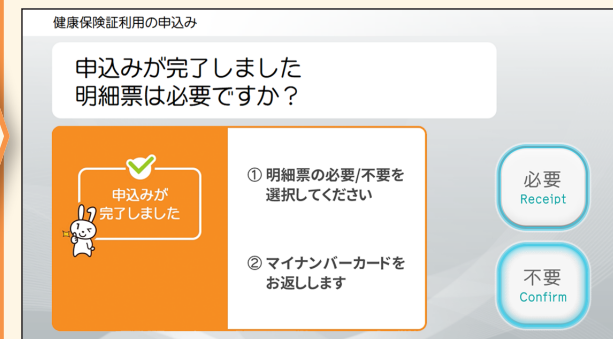 健康保険証利用の申込み
申込みが完了しました
明細票は必要ですか？
申込みが
完了しました
① 明細票の必要/不要を
選択してください
② マイナンバーカードを
お返しします
必要
Receipt
不要
Confirm